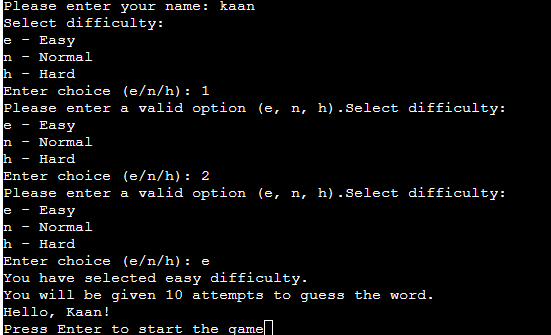 Please enter your name: kaan
Select difficulty:
e - Easy
n - Normal
h - Hard
Enter choice (e/n/h): 1
Please enter a valid option (e, n, h).Select difficulty:
e - Easy
n - Normal
h - Hard
Enter choice (e/n/h): 2
Please enter a valid option (e, n, h).Select difficulty:
e - Easy
n - Normal
h - Hard
Enter choice (e/n/h): e
You have selected easy difficulty.
You will be given 10 attempts to guess the word.
Hello, Kaan!
Press Enter to start the game